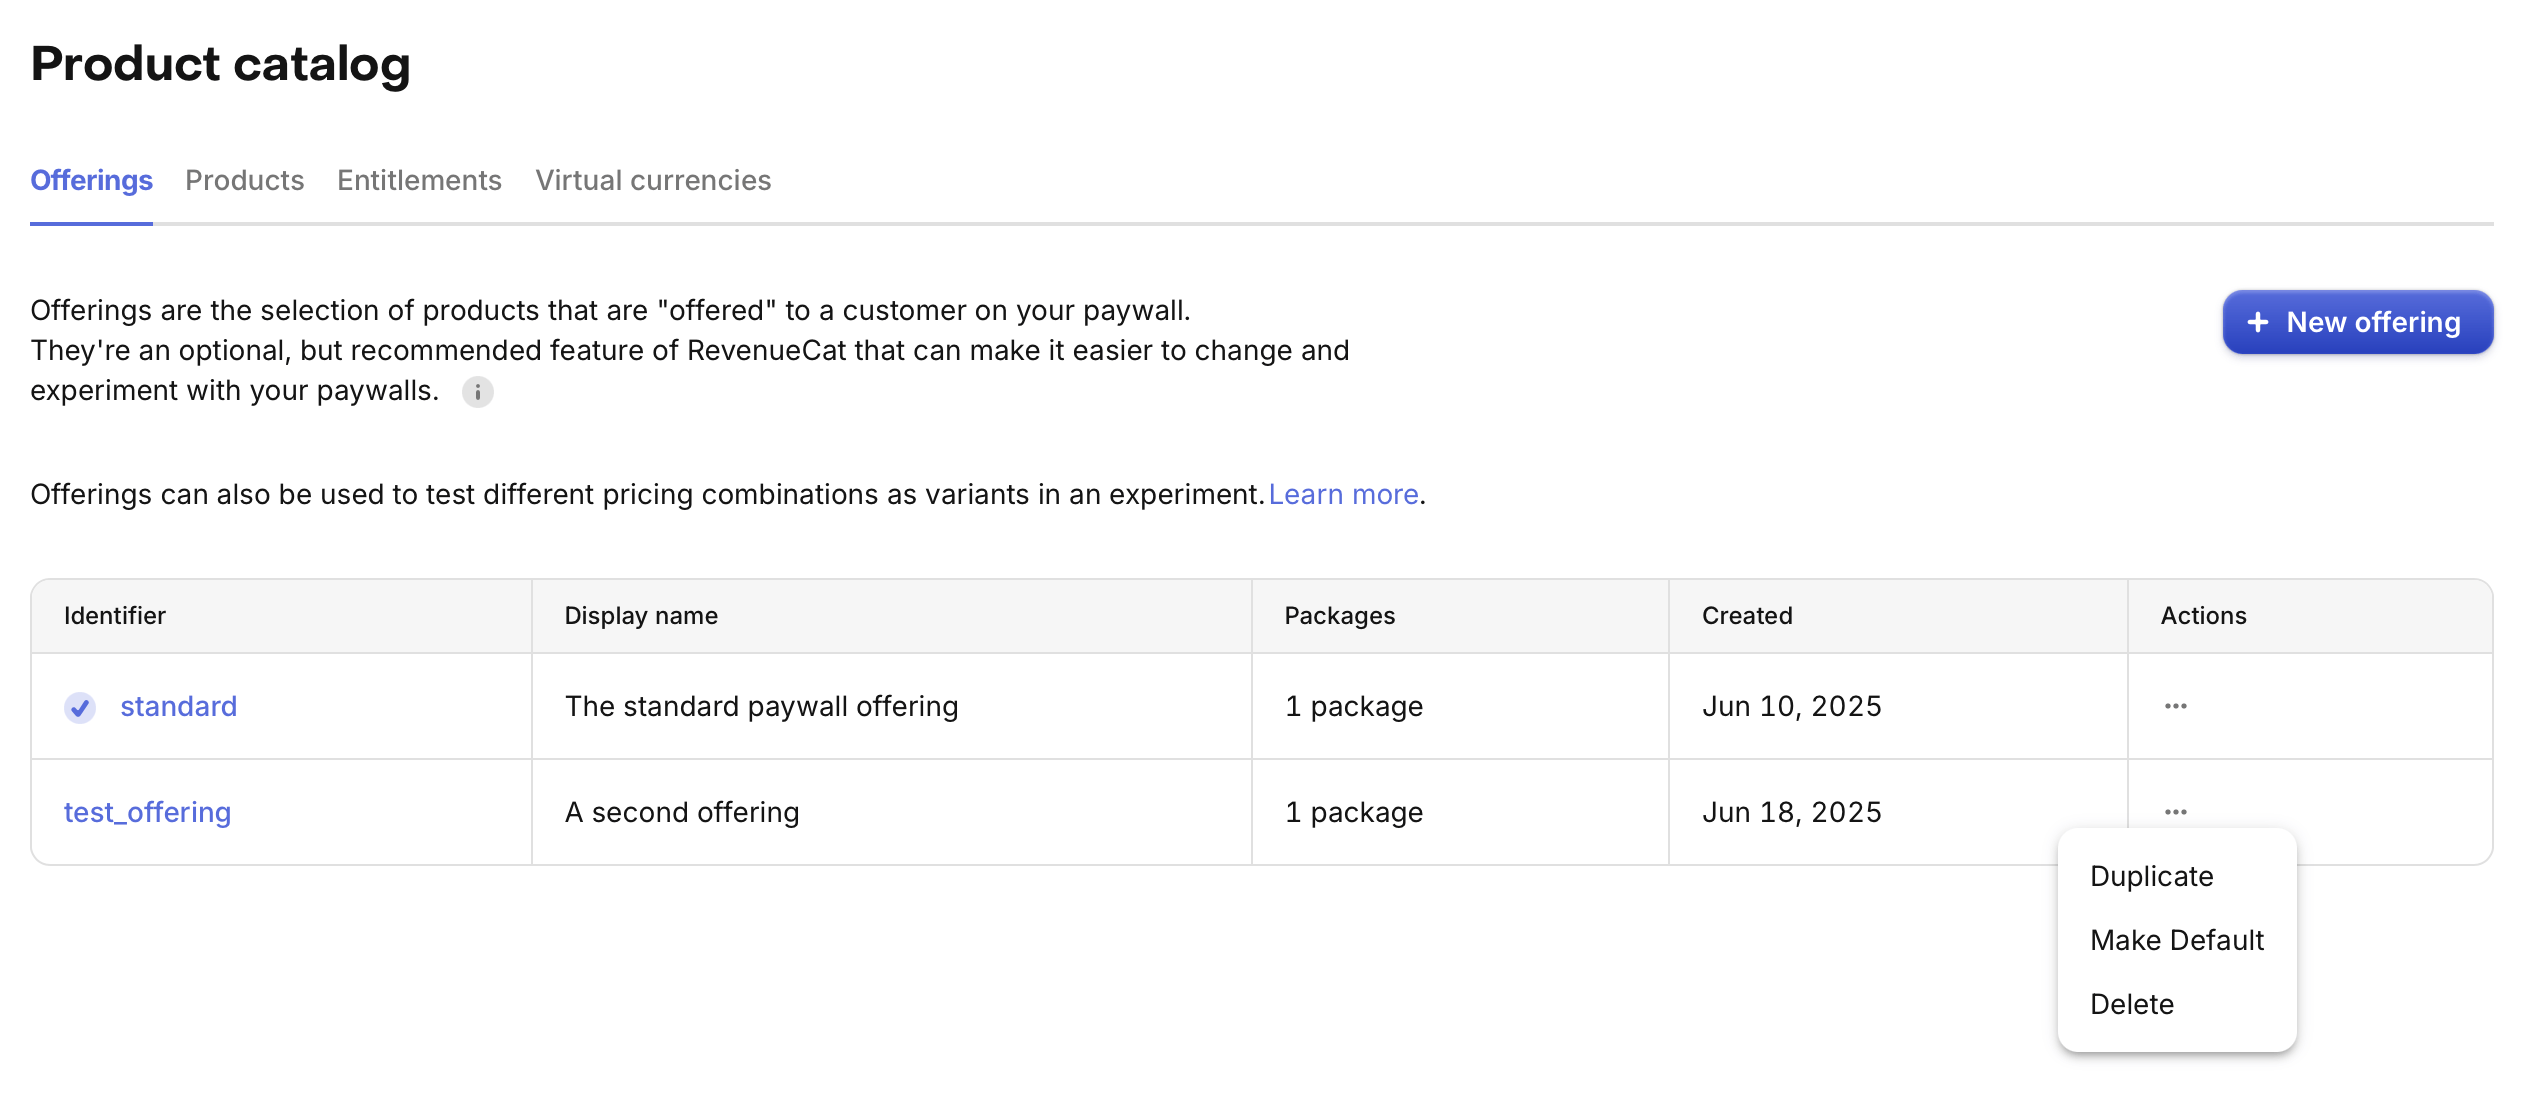 Product catalog
Offerings Products Entitlements Virtual currencies
Offerings are the selection of products that are "offered" to a customer on your paywall.
They're an optional, but recommended feature of RevenueCat that can make it easier to change and
experiment with your paywalls.
+ New offering
Offerings can also be used to test different pricing combinations as variants in an experiment. Learn more.
Identifier Display name Packages Created Actions
standard The standard paywall offering 1 package Jun 10, 2025
test_offering A second offering 1 package Jun 18, 2025
Duplicate
Make Default
Delete